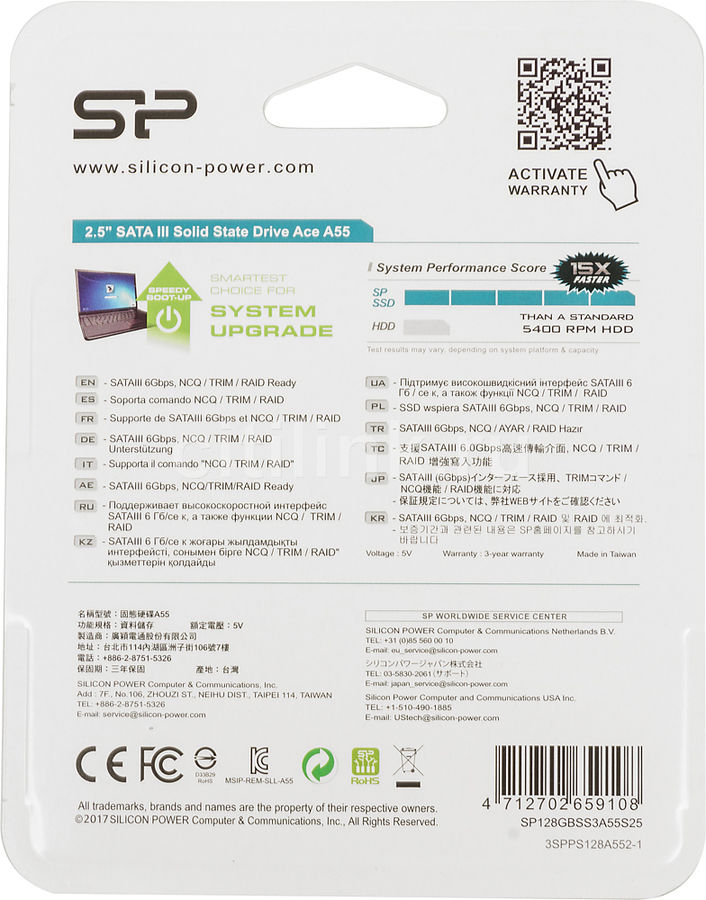 SP
www.silicon-power.com
ACTIVATE
WARRANTY
2.5" SATA III Solid State Drive Ace A55
SPEEDY
BOOT-UP
SMARTEST
CHOICE FOR
SYSTEM
UPGRADE
System Performance Score
15X
FASTER
SP
SSD
HDD
THAN A STANDARD
5400 RPM HDD
Test results may vary, depending on system platform & capacity
EN - SATAIII 6Gbps, NCQ / TRIM / RAID Ready
ES - Soporta comando NCQ / TRIM / RAID
FR - Supporte de SATAIII 6Gbps et NCQ / TRIM / RAID
DE - SATAIII 6Gbps, NCQ / TRIM / RAID
Unterstützung
IT - Supporta il comando "NCQ / TRIM / RAID"
AE - SATAIII 6Gbps, NCQ/TRIM/RAID Ready
RU - Поддерживает высокоскоростной интерфейс
SATAIII 6 Гб/се к, а также функции NCQ / TRIM /
RAID
KZ - SATAIII 6 Гб/се к жоғары жылдамдықты
интерфейсті, сонымен бірге NCQ / TRIM / RAID"
қызметтерін қолдайды
UA - Підтримує високошвидкісний інтерфейс SATAIII 6
Гб / се к, а також функції NCQ / TRIM / RAID
PL - SSD wspiera SATAIII 6Gbps, NCQ / TRIM / RAID
TR - SATAIII 6Gbps, NCQ / AYAR / RAID Hazır
TC - 支援SATAIII 6.0Gbps高速傳輸介面, NCQ / TRIM /
RAID 增強寫入功能
JP - SATAIII (6Gbps)インターフェース採用、TRIMコマンド /
NCQ機能 / RAID機能に対応
- 保証規定については、弊社WEBサイトをご確認ください
KR - SATAIII 6Gbps, NCQ / TRIM / RAID 및 RAID 에 최적화.
- 보증기간과 관련된 내용은 SP홈페이지를 참고하시기
바랍니다
Voltage : 5V Warranty : 3-year warranty Made in Taiwan
名稱型號：固態硬碟A55
功能規格：資料儲存 額定電壓：5V
製造商：廣穎電通股份有限公司
地址：台北市114內湖區洲子街106號7樓
電話：+886-2-8751-5326
保固期：三年保固 產地：台灣
SILICON POWER Computer & Communications, Inc.
Add : 7F., No.106, ZHOUZI ST., NEIHU DIST., TAIPEI 114, TAIWAN
TEL: +886-2-8751-5326
E-mail: service@silicon-power.com
SP WORLDWIDE SERVICE CENTER
SILICON POWER Computer & Communications Netherlands B.V.
TEL: +31 (0)85 560 00 10
E-mail: eu_service@silicon-power.com
シリコンパワージャパン株式会社
TEL: 03-5830-2061 (サポート)
E-mail: japan_service@silicon-power.com
Silicon Power Computer and Communications USA Inc.
TEL: +1-510-490-1885
E-mail: UStech@silicon-power.com
CE FC
D33B29
RoHS
MSIP-REM-SLL-A55
SP
RoHS
4 712702 659108
SP128GBSS3A55S25
3SPPS128A552-1
All trademarks, brands and names are the property of their respective owners.
©2017 SILICON POWER Computer & Communications, Inc., All Rights Reserved.